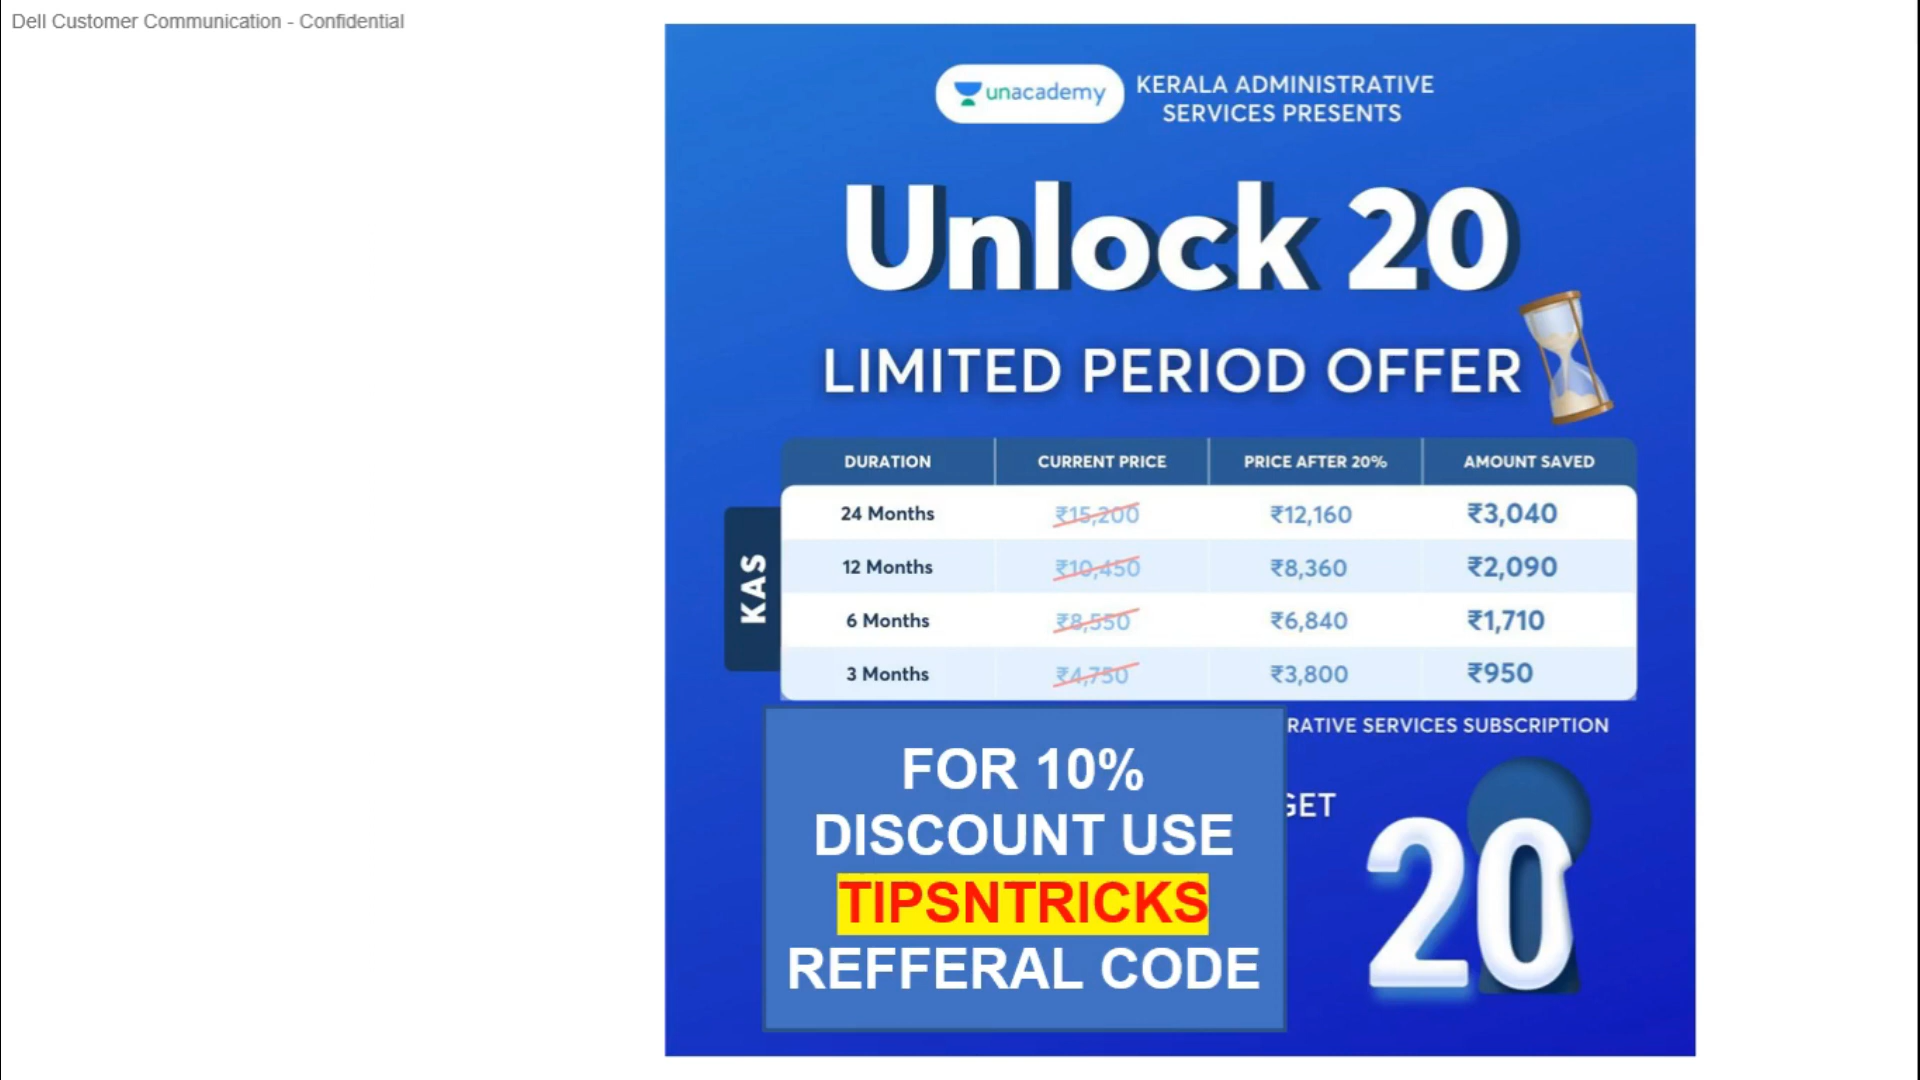 Dell Customer Communication - Confidential
unacademy
KERALA ADMINISTRATIVE
SERVICES PRESENTS
Unlock 20
LIMITED PERIOD OFFER
DURATION CURRENT PRICE PRICE AFTER 20% AMOUNT SAVED
KAS
24 Months ₹15,200 ₹12,160 ₹3,040
12 Months ₹10,450 ₹8,360 ₹2,090
6 Months ₹8,550 ₹6,840 ₹1,710
3 Months ₹4,750 ₹3,800 ₹950
SERVICES SUBSCRIPTION
FOR 10%
DISCOUNT USE
TIPSNTRICKS
REFFERAL CODE
20